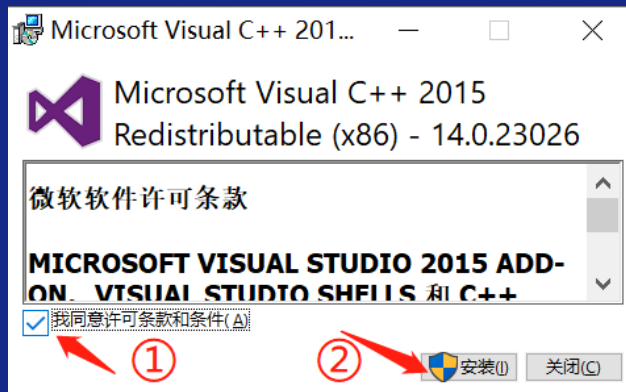 Microsoft Visual C++ 201...
Microsoft Visual C++ 2015
Redistributable (x86) - 14.0.23026
微软软件许可条款
MICROSOFT VISUAL STUDIO 2015 ADD-
ON、VISUAL STUDIO SHELLS 和 C++
我同意许可条款和条件(A)
① ② 安装(I) 关闭(C)